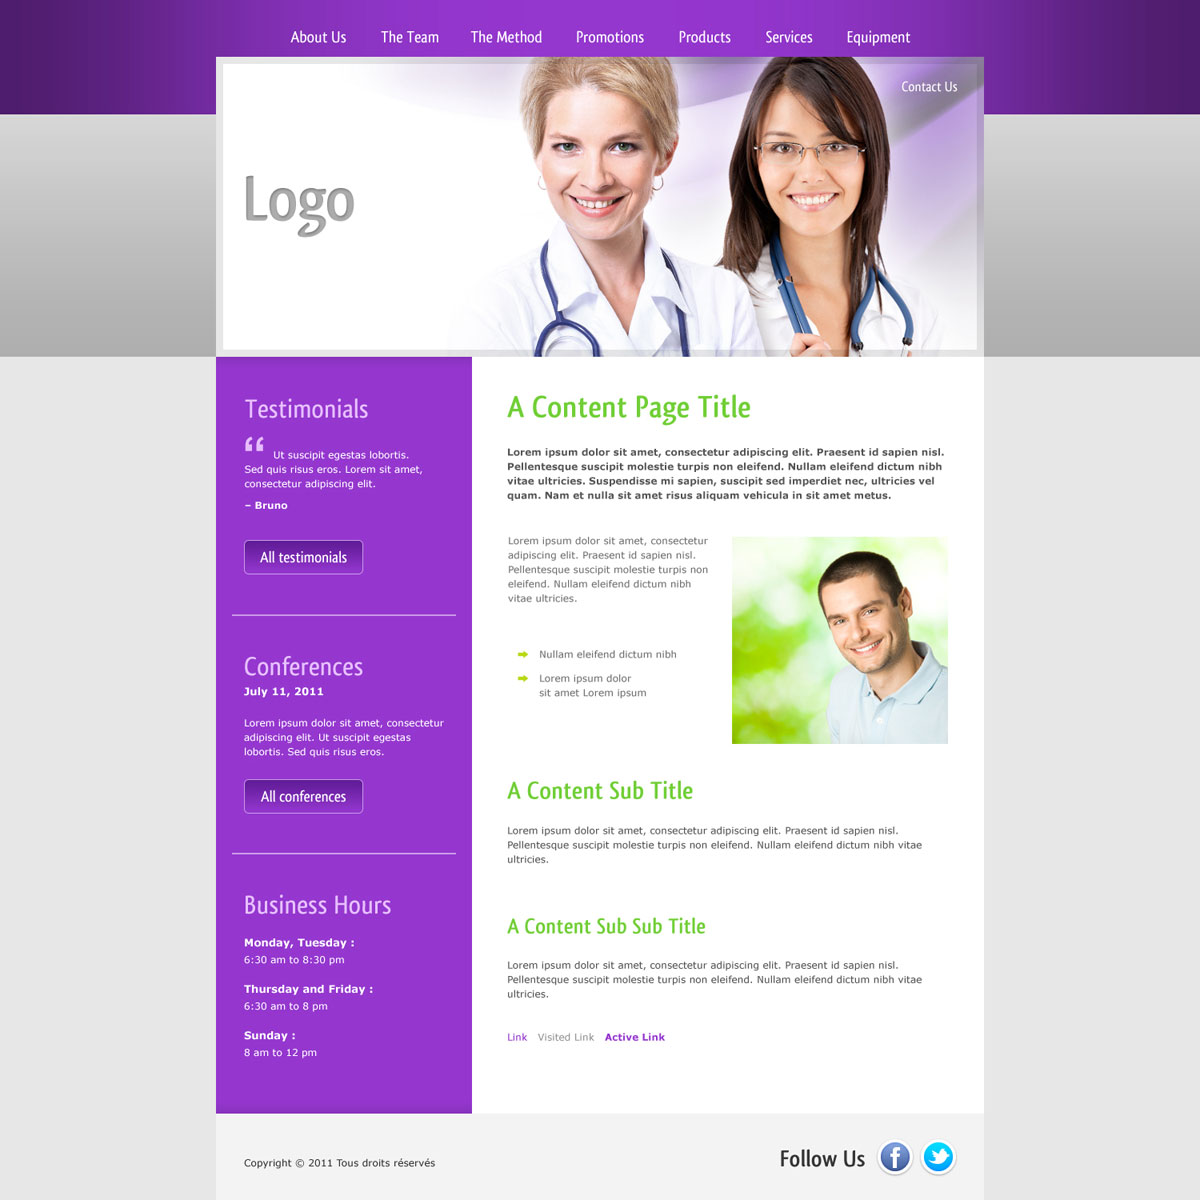 About Us The Team The Method Promotions Products Services Equipment
Contact Us
Logo
Testimonials
“ Ut suscipit egestas lobortis.
Sed quis risus eros. Lorem sit amet,
consectetur adipiscing elit.
– Bruno
All testimonials
Conferences
July 11, 2011
Lorem ipsum dolor sit amet, consectetur
adipiscing elit. Ut suscipit egestas
lobortis. Sed quis risus eros.
All conferences
Business Hours
Monday, Tuesday :
6:30 am to 8:30 pm
Thursday and Friday :
6:30 am to 8 pm
Sunday :
8 am to 12 pm
A Content Page Title
Lorem ipsum dolor sit amet, consectetur adipiscing elit. Praesent id sapien nisl.
Pellentesque suscipit molestie turpis non eleifend. Nullam eleifend dictum nibh
vitae ultricies. Suspendisse mi sapien, suscipit sed imperdiet nec, ultricies vel
quam. Nam et nulla sit amet risus aliquam vehicula in sit amet metus.
Lorem ipsum dolor sit amet, consectetur
adipiscing elit. Praesent id sapien nisl.
Pellentesque suscipit molestie turpis non
eleifend. Nullam eleifend dictum nibh
vitae ultricies.
Nullam eleifend dictum nibh
Lorem ipsum dolor
sit amet Lorem ipsum
A Content Sub Title
Lorem ipsum dolor sit amet, consectetur adipiscing elit. Praesent id sapien nisl.
Pellentesque suscipit molestie turpis non eleifend. Nullam eleifend dictum nibh vitae
ultricies.
A Content Sub Sub Title
Lorem ipsum dolor sit amet, consectetur adipiscing elit. Praesent id sapien nisl.
Pellentesque suscipit molestie turpis non eleifend. Nullam eleifend dictum nibh vitae
ultricies.
Link Visited Link Active Link
Copyright © 2011 Tous droits réservés
Follow Us f